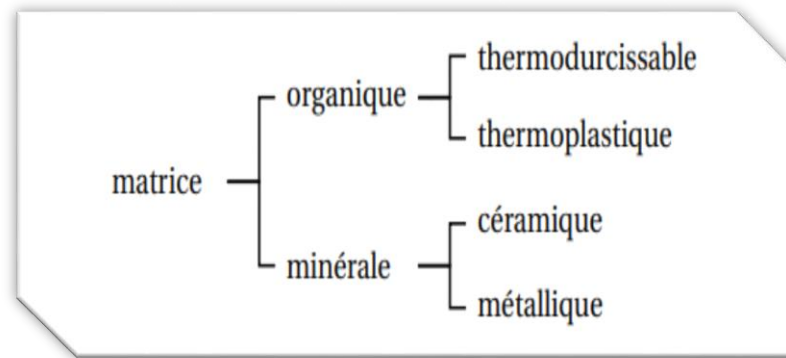 thermodurcissable
organique
thermoplastique
matrice
céramique
minérale
métallique